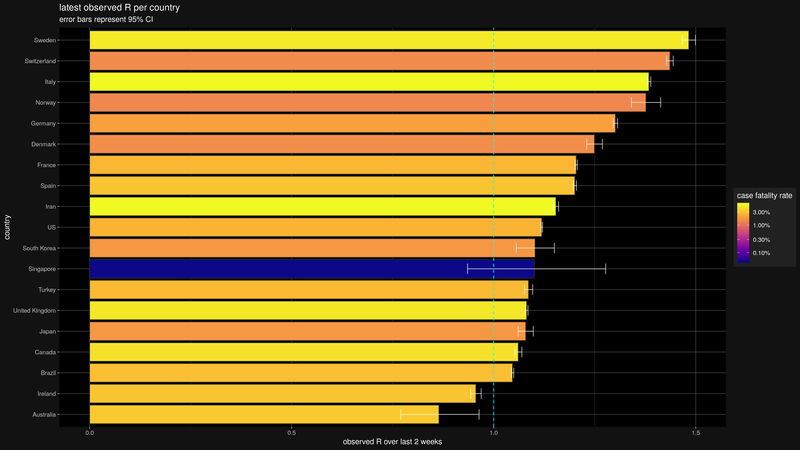 latest observed R per country
error bars represent 95% CI
country
Sweden
Switzerland
Italy
Norway
Germany
Denmark
France
Spain
Iran
US
South Korea
Singapore
Turkey
United Kingdom
Japan
Canada
Brazil
Ireland
Australia
0.0
0.5
1.0
1.5
observed R over last 2 weeks
case fatality rate
3.00%
1.00%
0.30%
0.10%